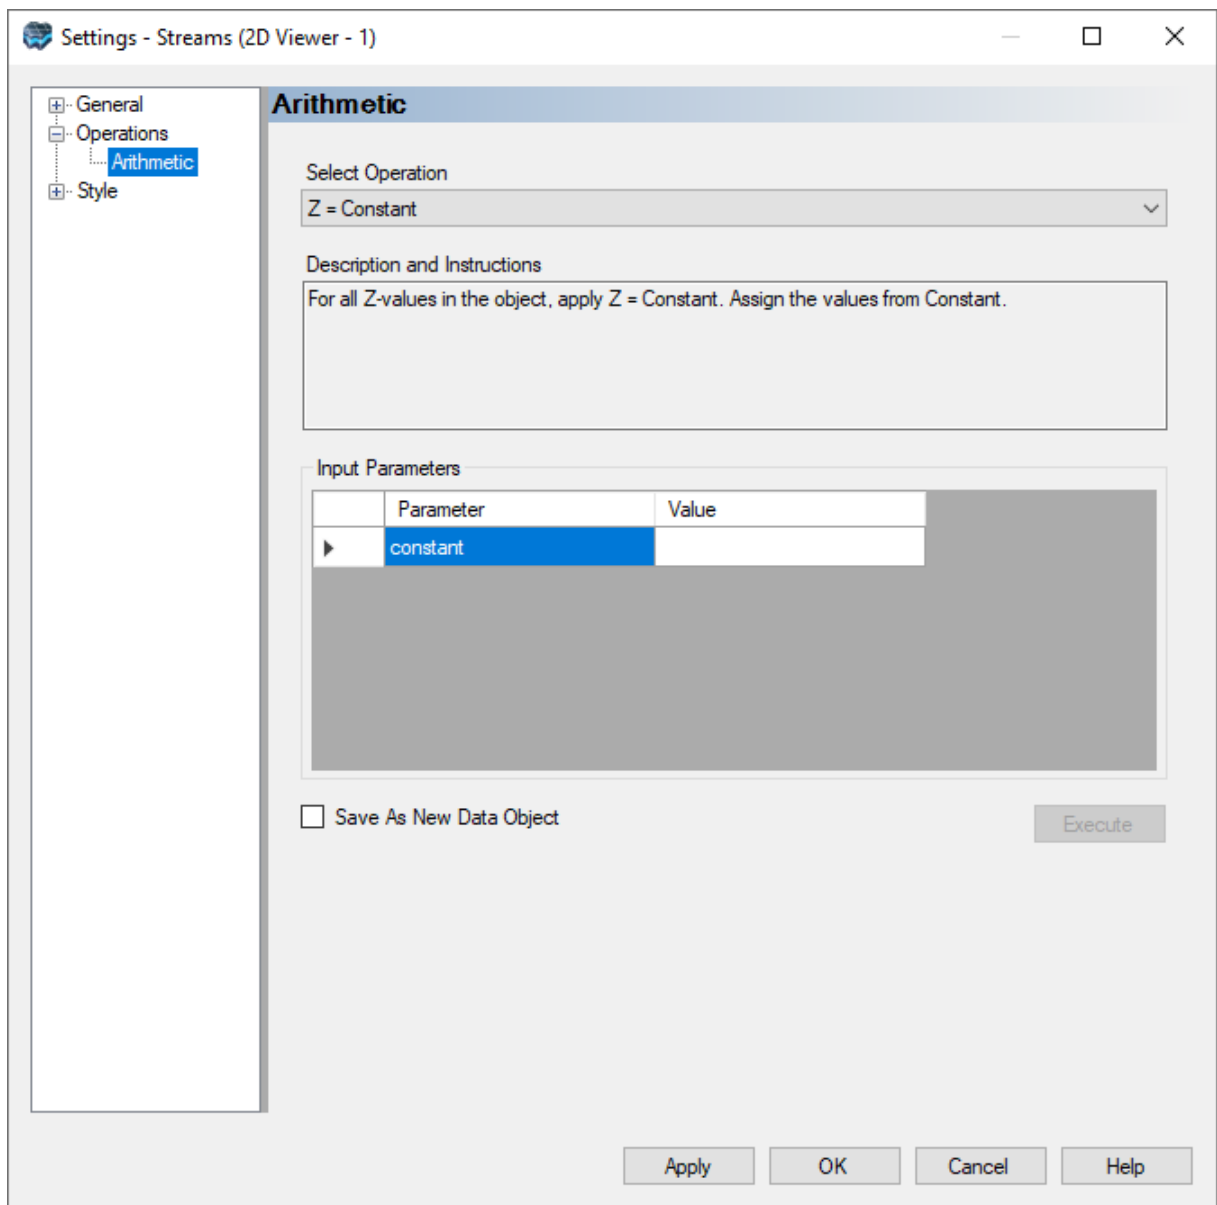 Settings - Streams (2D Viewer - 1)
General
Operations
Arithmetic
Style
Arithmetic
Select Operation
Z = Constant
Description and Instructions
For all Z-values in the object, apply Z = Constant. Assign the values from Constant.
Input Parameters
Parameter Value
constant
Save As New Data Object
Execute
Apply OK Cancel Help